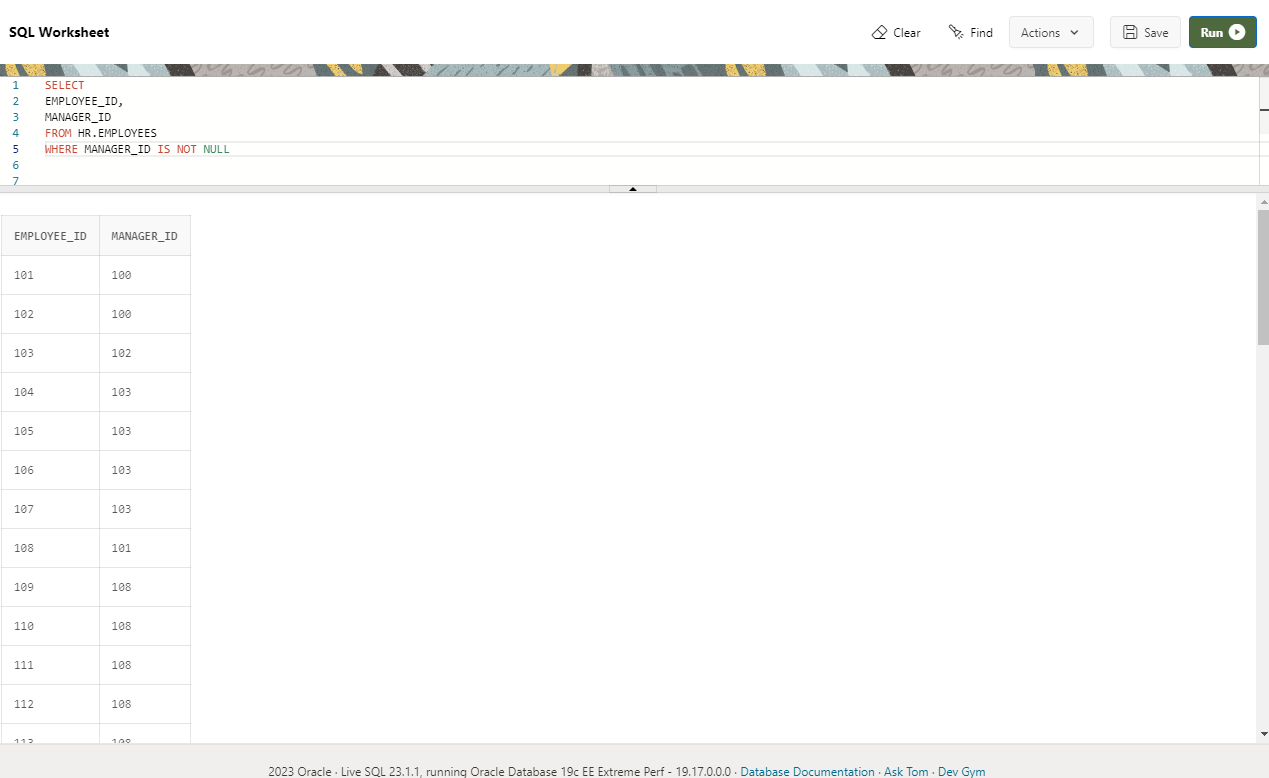 SQL Worksheet
Clear
Find
Actions
Save
Run
1 SELECT
2 EMPLOYEE_ID,
3 MANAGER_ID
4 FROM HR.EMPLOYEES
5 WHERE MANAGER_ID IS NOT NULL
6
7
EMPLOYEE_ID MANAGER_ID
101 100
102 100
103 102
104 103
105 103
106 103
107 103
108 101
109 108
110 108
111 108
112 108
113 108
2023 Oracle · Live SQL 23.1.1, running Oracle Database 19c EE Extreme Perf - 19.17.0.0.0 · Database Documentation · Ask Tom · Dev Gym